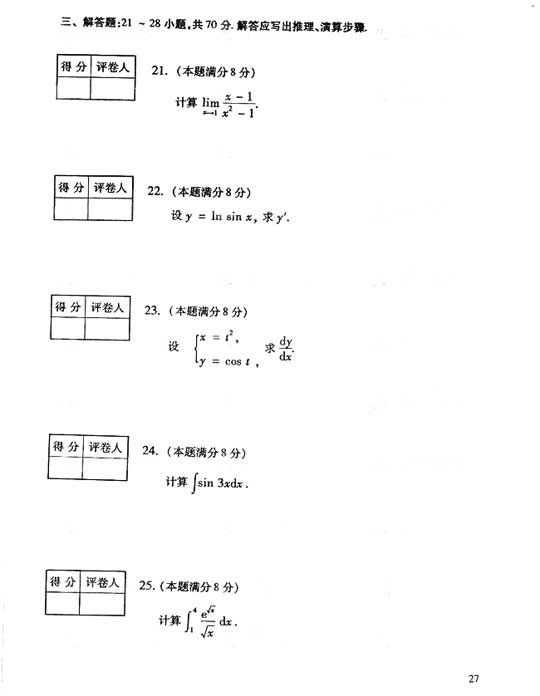 三、解答题:21 ~ 28 小题,共 70 分. 解答应写出推理、演算步骤.
得 分 评卷人
21. (本题满分 8 分)
计算 lim x→1 (x - 1)/(x² - 1).
得 分 评卷人
22. (本题满分 8 分)
设 y = ln sin x, 求 y′.
得 分 评卷人
23. (本题满分 8 分)
设 { x = t², y = cos t , 求 dy/dx.
得 分 评卷人
24. (本题满分 8 分)
计算 ∫sin 3xdx .
得 分 评卷人
25. (本题满分 8 分)
计算 ∫₁⁴ e^√x/√x dx .
27